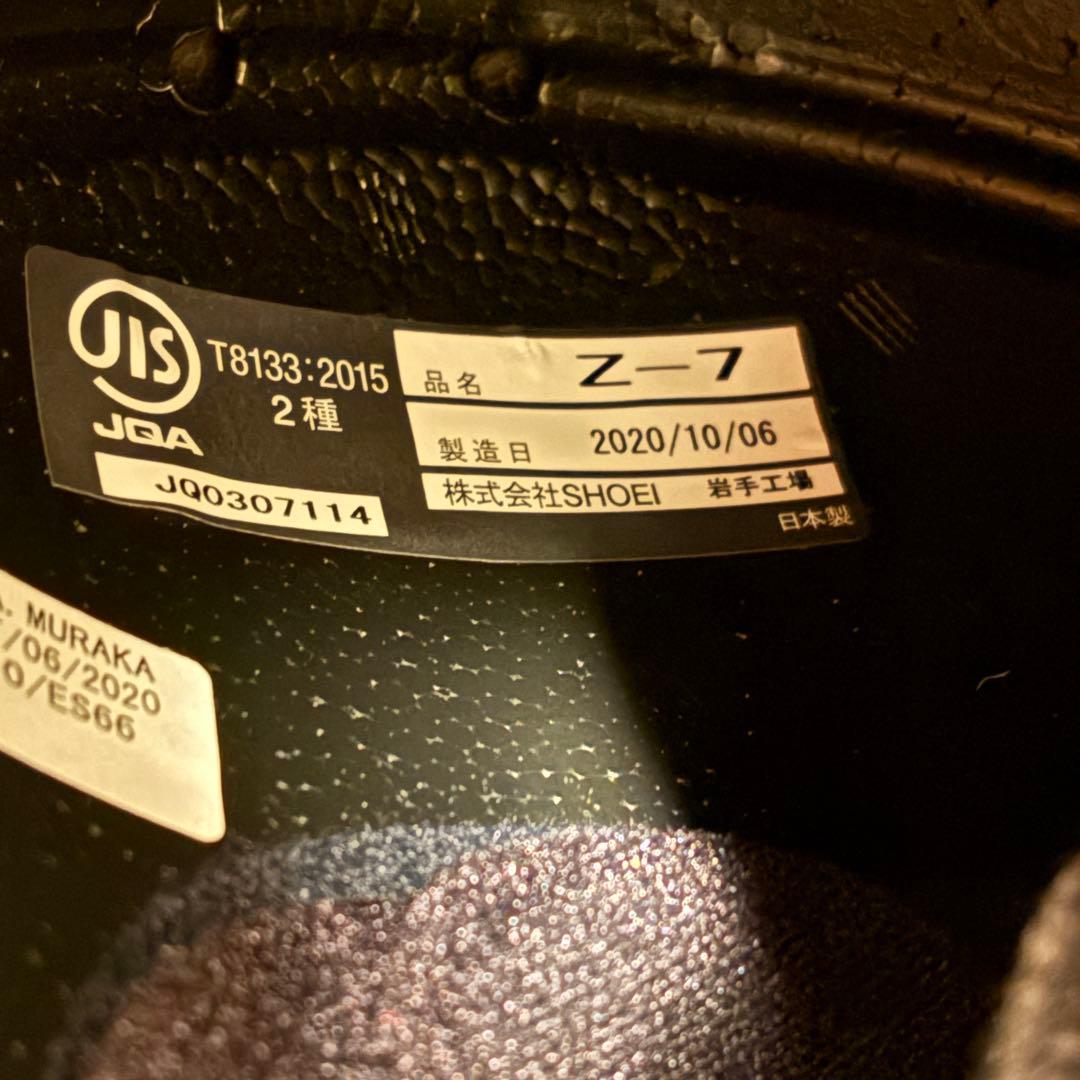 JIS
JQA
T8133:2015
2種
JQ0307114
品名 Z-7
製造日 2020/10/06
株式会社SHOEI 岩手工場
日本製
. MURAKA
/06/2020
0/ES66